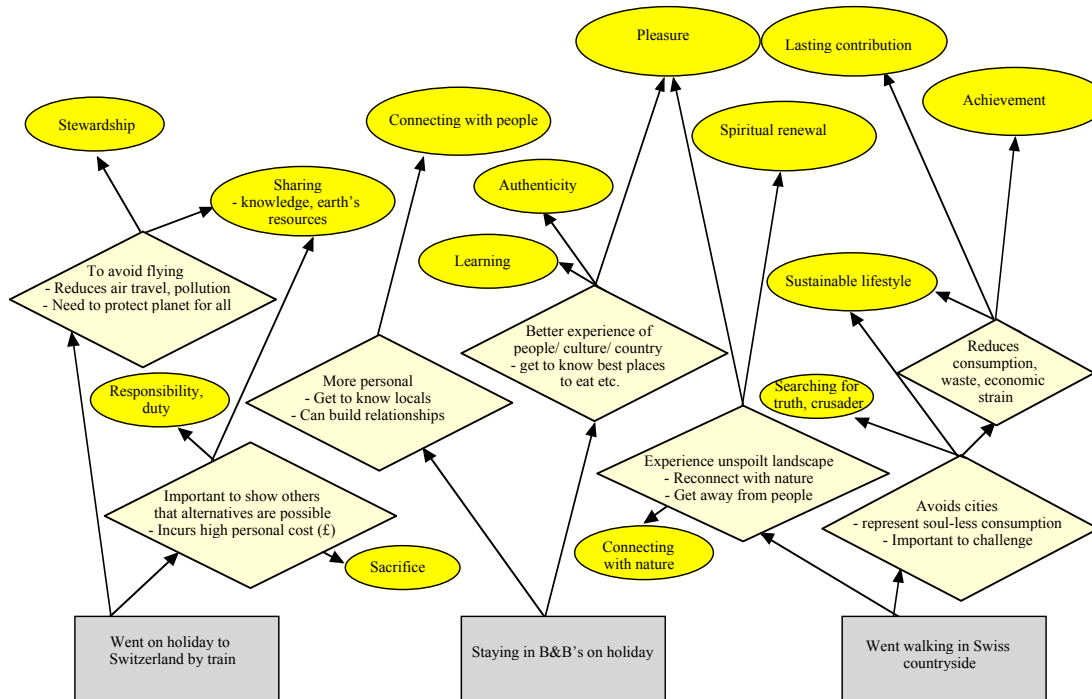 Pleasure
Lasting contribution
Achievement
Stewardship
Connecting with people
Spiritual renewal
Sharing
- knowledge, earth's
resources
Authenticity
Learning
Sustainable lifestyle
To avoid flying
- Reduces air travel, pollution
- Need to protect planet for all
Better experience of
people/ culture/ country
- get to know best places
to eat etc.
Reduces
consumption,
waste, economic
strain
Responsibility,
duty
More personal
- Get to know locals
- Can build relationships
Searching for
truth, crusader
Experience unspoilt landscape
- Reconnect with nature
- Get away from people
Important to show others
that alternatives are possible
- Incurs high personal cost (£)
Avoids cities
- represent soul-less consumption
- Important to challenge
Sacrifice
Connecting
with nature
Went on holiday to
Switzerland by train
Staying in B&B's on holiday
Went walking in Swiss
countryside